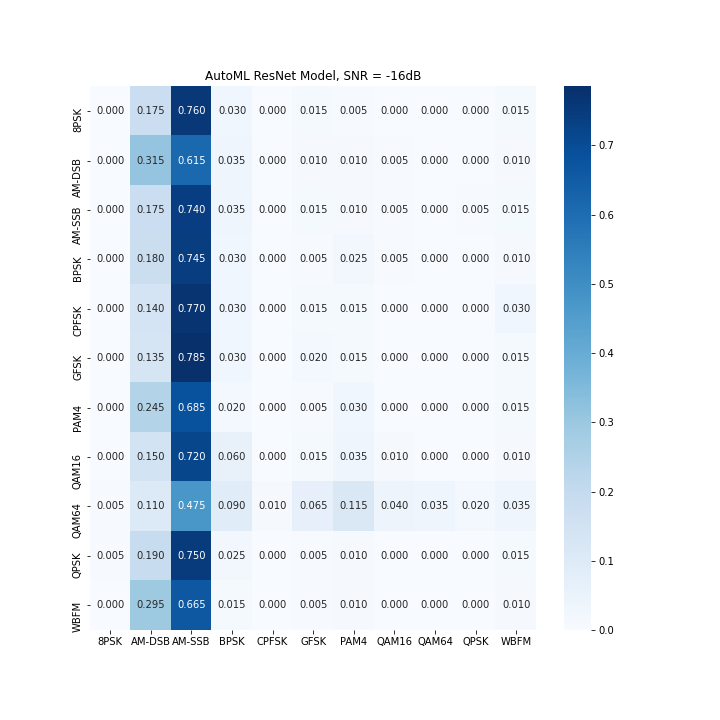 AutoML ResNet Model, SNR = -16dB
8PSK 0.000 0.175 0.760 0.030 0.000 0.015 0.005 0.000 0.000 0.000 0.015
AM-DSB 0.000 0.315 0.615 0.035 0.000 0.010 0.010 0.005 0.000 0.000 0.010
AM-SSB 0.000 0.175 0.740 0.035 0.000 0.015 0.010 0.005 0.000 0.005 0.015
BPSK 0.000 0.180 0.745 0.030 0.000 0.005 0.025 0.005 0.000 0.000 0.010
CPFSK 0.000 0.140 0.770 0.030 0.000 0.015 0.015 0.000 0.000 0.000 0.030
GFSK 0.000 0.135 0.785 0.030 0.000 0.020 0.015 0.000 0.000 0.000 0.015
PAM4 0.000 0.245 0.685 0.020 0.000 0.005 0.030 0.000 0.000 0.000 0.015
QAM16 0.000 0.150 0.720 0.060 0.000 0.015 0.035 0.010 0.000 0.000 0.010
QAM64 0.005 0.110 0.475 0.090 0.010 0.065 0.115 0.040 0.035 0.020 0.035
QPSK 0.005 0.190 0.750 0.025 0.000 0.005 0.010 0.000 0.000 0.000 0.015
WBFM 0.000 0.295 0.665 0.015 0.000 0.005 0.010 0.000 0.000 0.000 0.010
8PSK AM-DSB AM-SSB BPSK CPFSK GFSK PAM4 QAM16 QAM64 QPSK WBFM
0.7
0.6
0.5
0.4
0.3
0.2
0.1
0.0